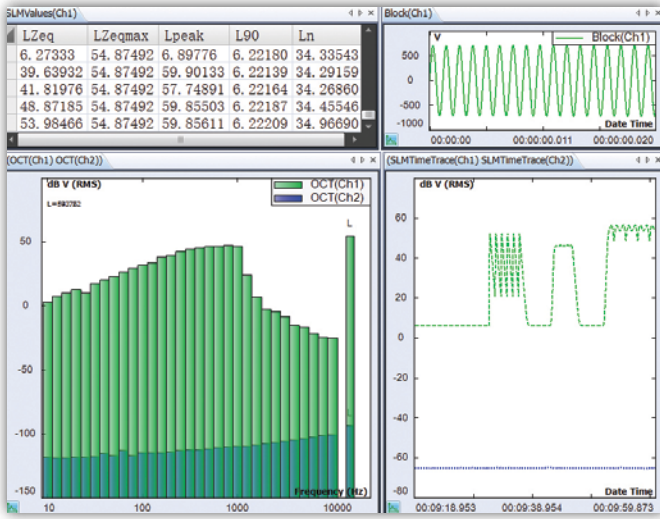 SLMValues(Ch1)
LZeq LZeqmax Lpeak L90 Ln
6.27333 54.87492 6.89776 6.22180 34.33543
39.63932 54.87492 59.90133 6.22139 34.29159
41.81976 54.87492 57.74891 6.22164 34.26860
48.87185 54.87492 59.85503 6.22187 34.45546
53.98466 54.87492 59.85611 6.22209 34.96690
Block(Ch1)
V
Block(Ch1)
500
0
-500
-1000
Date Time
00:00:00 00:00:00.011 00:00:00.020
(OCT(Ch1) OCT(Ch2))
dB V (RMS)
OCT(Ch1)
OCT(Ch2)
L
50
0
-50
-100
-150
L
Frequency (Hz)
10 100 1000 10000
(SLMTimeTrace(Ch1) SLMTimeTrace(Ch2))
dB V (RMS)
60
40
20
0
-20
-40
-60
-80
Date Time
00:09:18.953 00:09:38.954 00:09:59.873